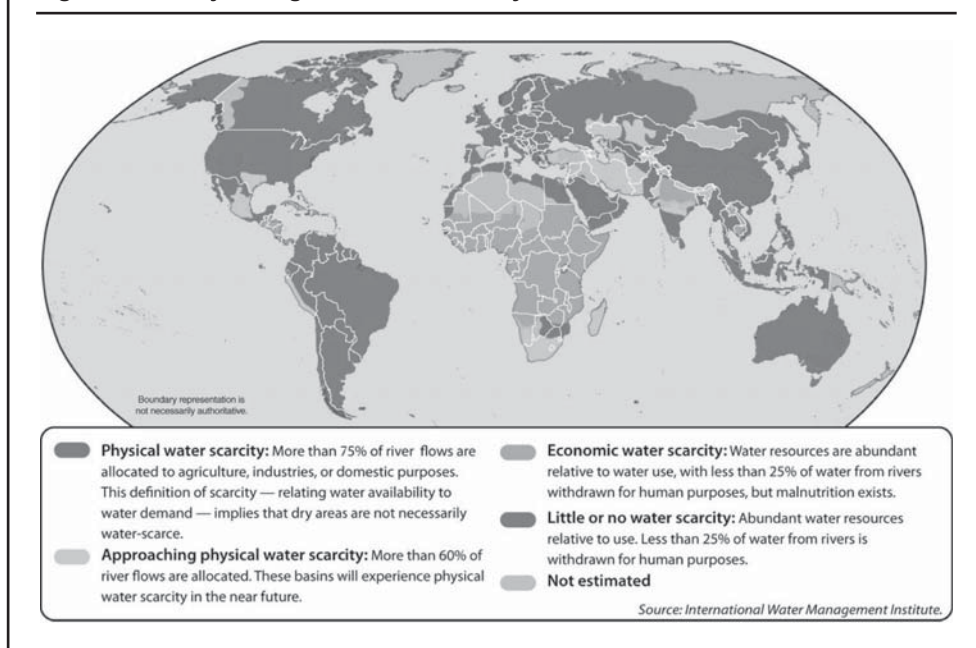 Boundary representation is
not necessarily authoritative.
Physical water scarcity: More than 75% of river flows are
allocated to agriculture, industries, or domestic purposes.
This definition of scarcity — relating water availability to
water demand — implies that dry areas are not necessarily
water-scarce.
Approaching physical water scarcity: More than 60% of
river flows are allocated. These basins will experience physical
water scarcity in the near future.
Economic water scarcity: Water resources are abundant
relative to water use, with less than 25% of water from rivers
withdrawn for human purposes, but malnutrition exists.
Little or no water scarcity: Abundant water resources
relative to use. Less than 25% of water from rivers is
withdrawn for human purposes.
Not estimated
Source: International Water Management Institute.